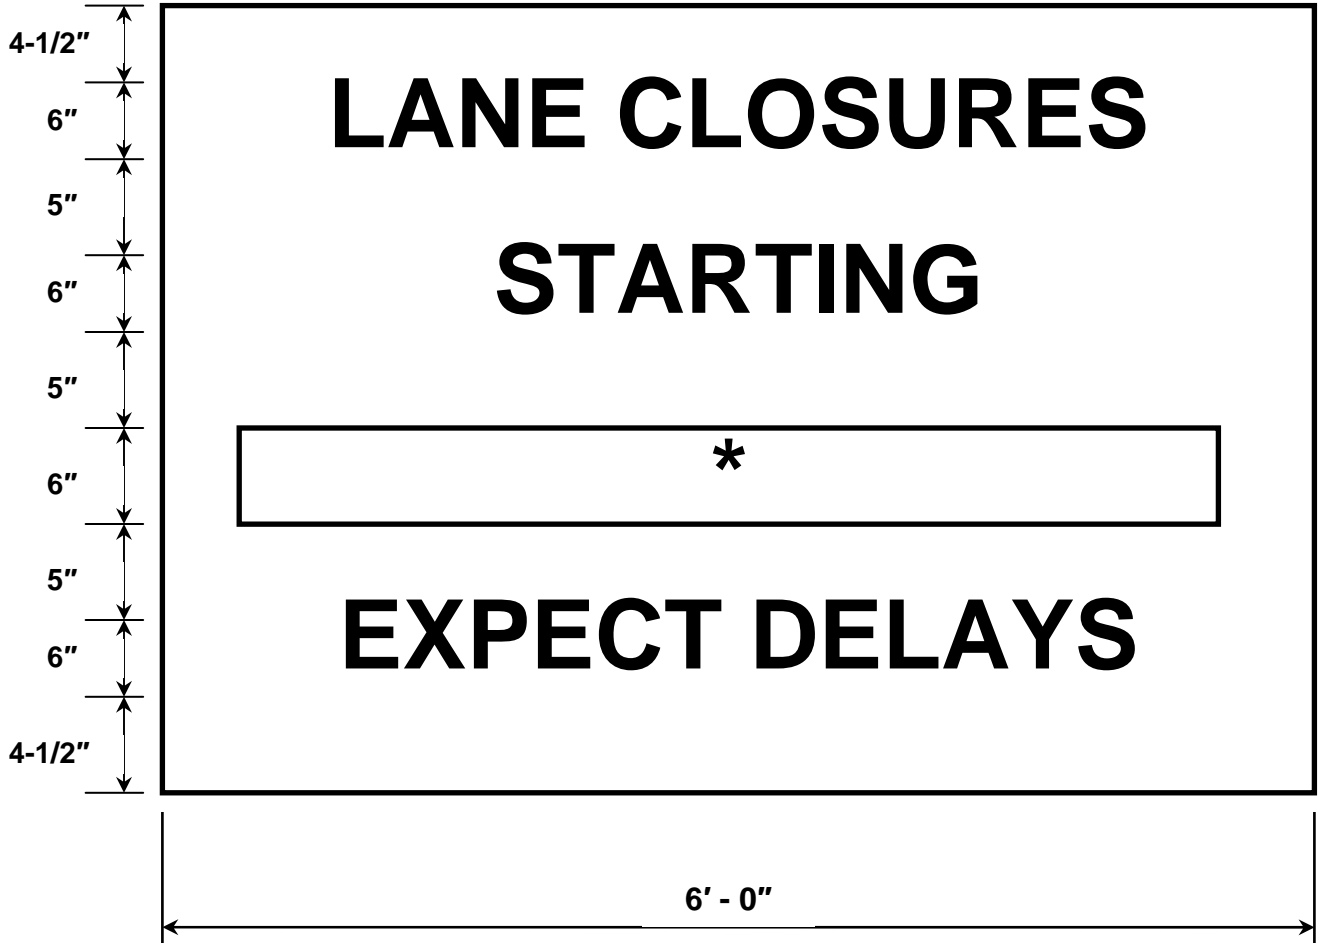 4-1/2″
LANE CLOSURES
6″
5″
STARTING
6″
5″
*
6″
5″
EXPECT DELAYS
6″
4-1/2″
6′ - 0″